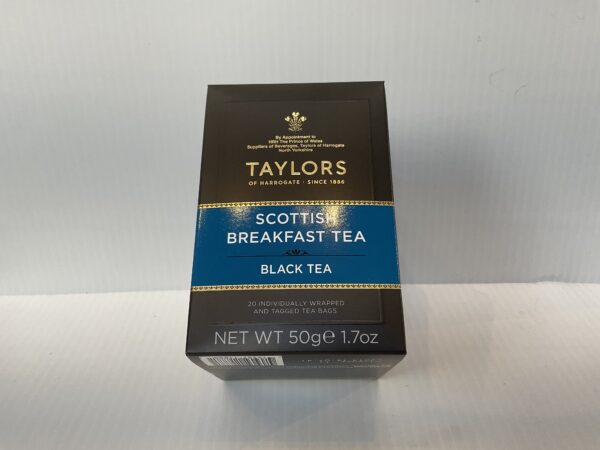 By Appointment to
HRH The Prince of Wales
Suppliers of Beverages, Taylors of Harrogate
North Yorkshire
TAYLORS
OF HARROGATE · SINCE 1886
SCOTTISH
BREAKFAST TEA
BLACK TEA
20 INDIVIDUALLY WRAPPED
AND TAGGED TEA BAGS
NET WT 50g℮ 1.7oz